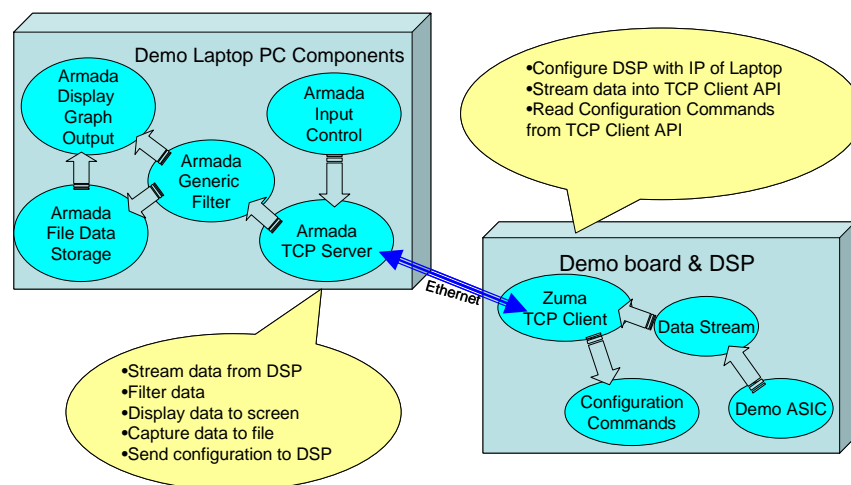 Demo Laptop PC Components
Armada
Display
Graph
Output
Armada
Input
Control
Armada
Generic
Filter
Armada
File Data
Storage
Armada
TCP Server
•Configure DSP with IP of Laptop
•Stream data into TCP Client API
•Read Configuration Commands
from TCP Client API
Ethernet
Demo board & DSP
Zuma
TCP Client
Data Stream
Configuration
Commands
Demo ASIC
•Stream data from DSP
•Filter data
•Display data to screen
•Capture data to file
•Send configuration to DSP